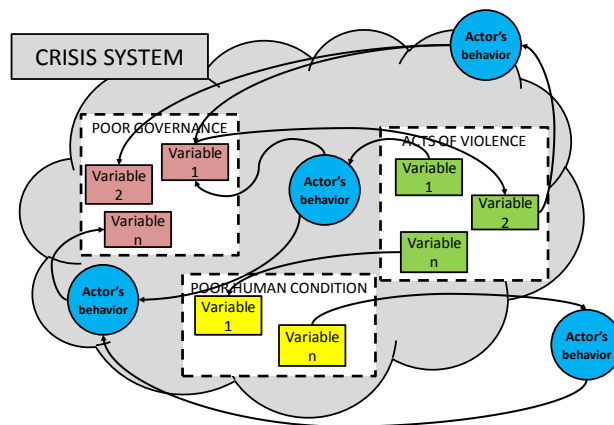 CRISIS SYSTEM
Actor's
behavior
POOR GOVERNANCE
Variable
1
Variable
2
Variable
n
Actor's
behavior
ACTS OF VIOLENCE
Variable
1
Variable
2
Variable
n
Actor's
behavior
POOR HUMAN CONDITION
Variable
1
Variable
n
Actor's
behavior